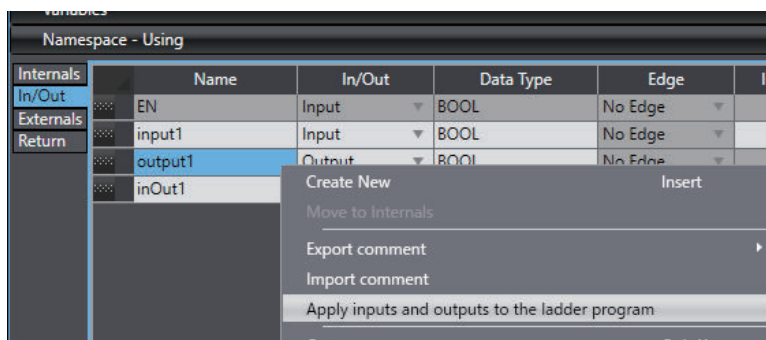 Variables
Namespace - Using
Internals
In/Out
Externals
Return
Name In/Out Data Type Edge
EN Input BOOL No Edge
input1 Input BOOL No Edge
output1 Output BOOL No Edge
inOut1
Create New Insert
Move to Internals
Export comment
Import comment
Apply inputs and outputs to the ladder program